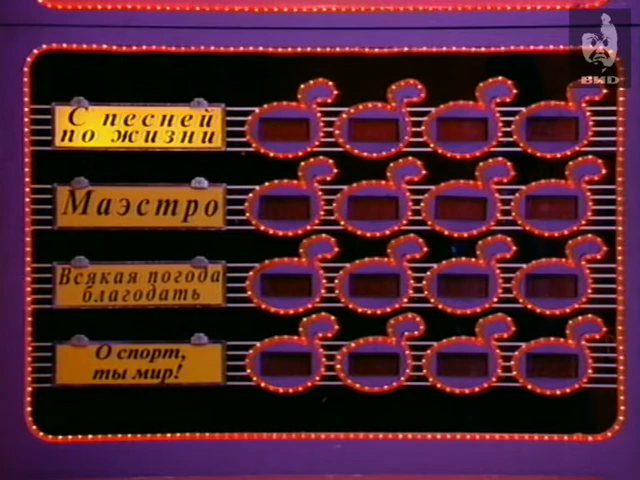 ВИD
С песней
по жизни
Маэстро
Всякая погода
благодать
О спорт,
ты мир!